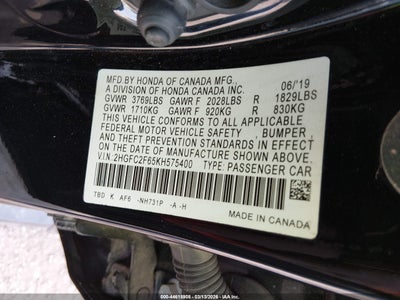 MFD.BY HONDA OF CANADA MFG.,
A DIVISION OF HONDA CANADA INC. 06/'19
GVWR 3769LBS GAWR F 2028LBS R 1829LBS
GVWR 1710KG GAWR F 920KG R 830KG
THIS VEHICLE CONFORMS TO ALL APPLICABLE
FEDERAL MOTOR VEHICLE SAFETY , BUMPER ,
AND THEFT PREVENTION STANDARDS IN EFFECT
ON THE DATE OF MANUFACTURE SHOWN ABOVE.
V.I.N:2HGFC2F65KH575400 TYPE:PASSENGER CAR
TBD K AF6 -NH731P -A -H
MADE IN CANADA
000-44618908 - 03/13/2026 - IAA, LLC